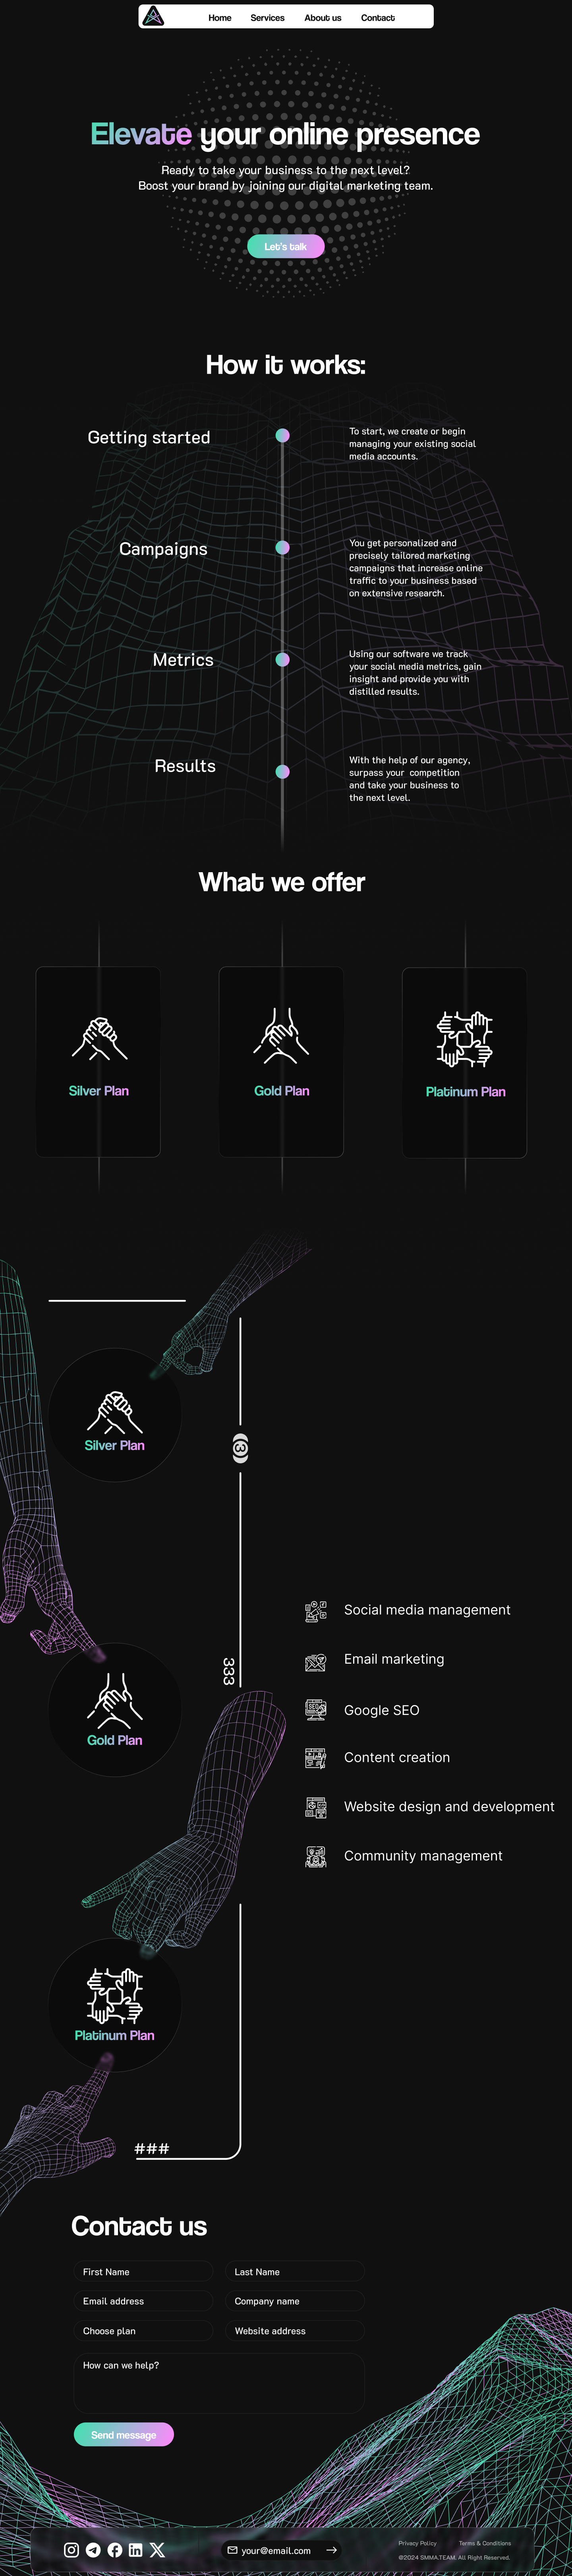 Home Services About us Contact
Elevate your online presence
Ready to take your business to the next level?
Boost your brand by joining our digital marketing team.
Let's talk
How it works:
Getting started
To start, we create or begin
managing your existing social
media accounts.
Campaigns
You get personalized and
precisely tailored marketing
campaigns that increase online
traffic to your business based
on extensive research.
Metrics
Using our software we track
your social media metrics, gain
insight and provide you with
distilled results.
Results
With the help of our agency,
surpass your competition
and take your business to
the next level.
What we offer
Silver Plan
Gold Plan
Platinum Plan
Silver Plan
333
Social media management
Email marketing
Gold Plan
Google SEO
Content creation
Website design and development
Community management
Platinum Plan
###
Contact us
First Name
Last Name
Email address
Company name
Choose plan
Website address
How can we help?
Send message
your@email.com
Privacy Policy
Terms & Conditions
©2024 SMMA.TEAM. All Right Reserved.